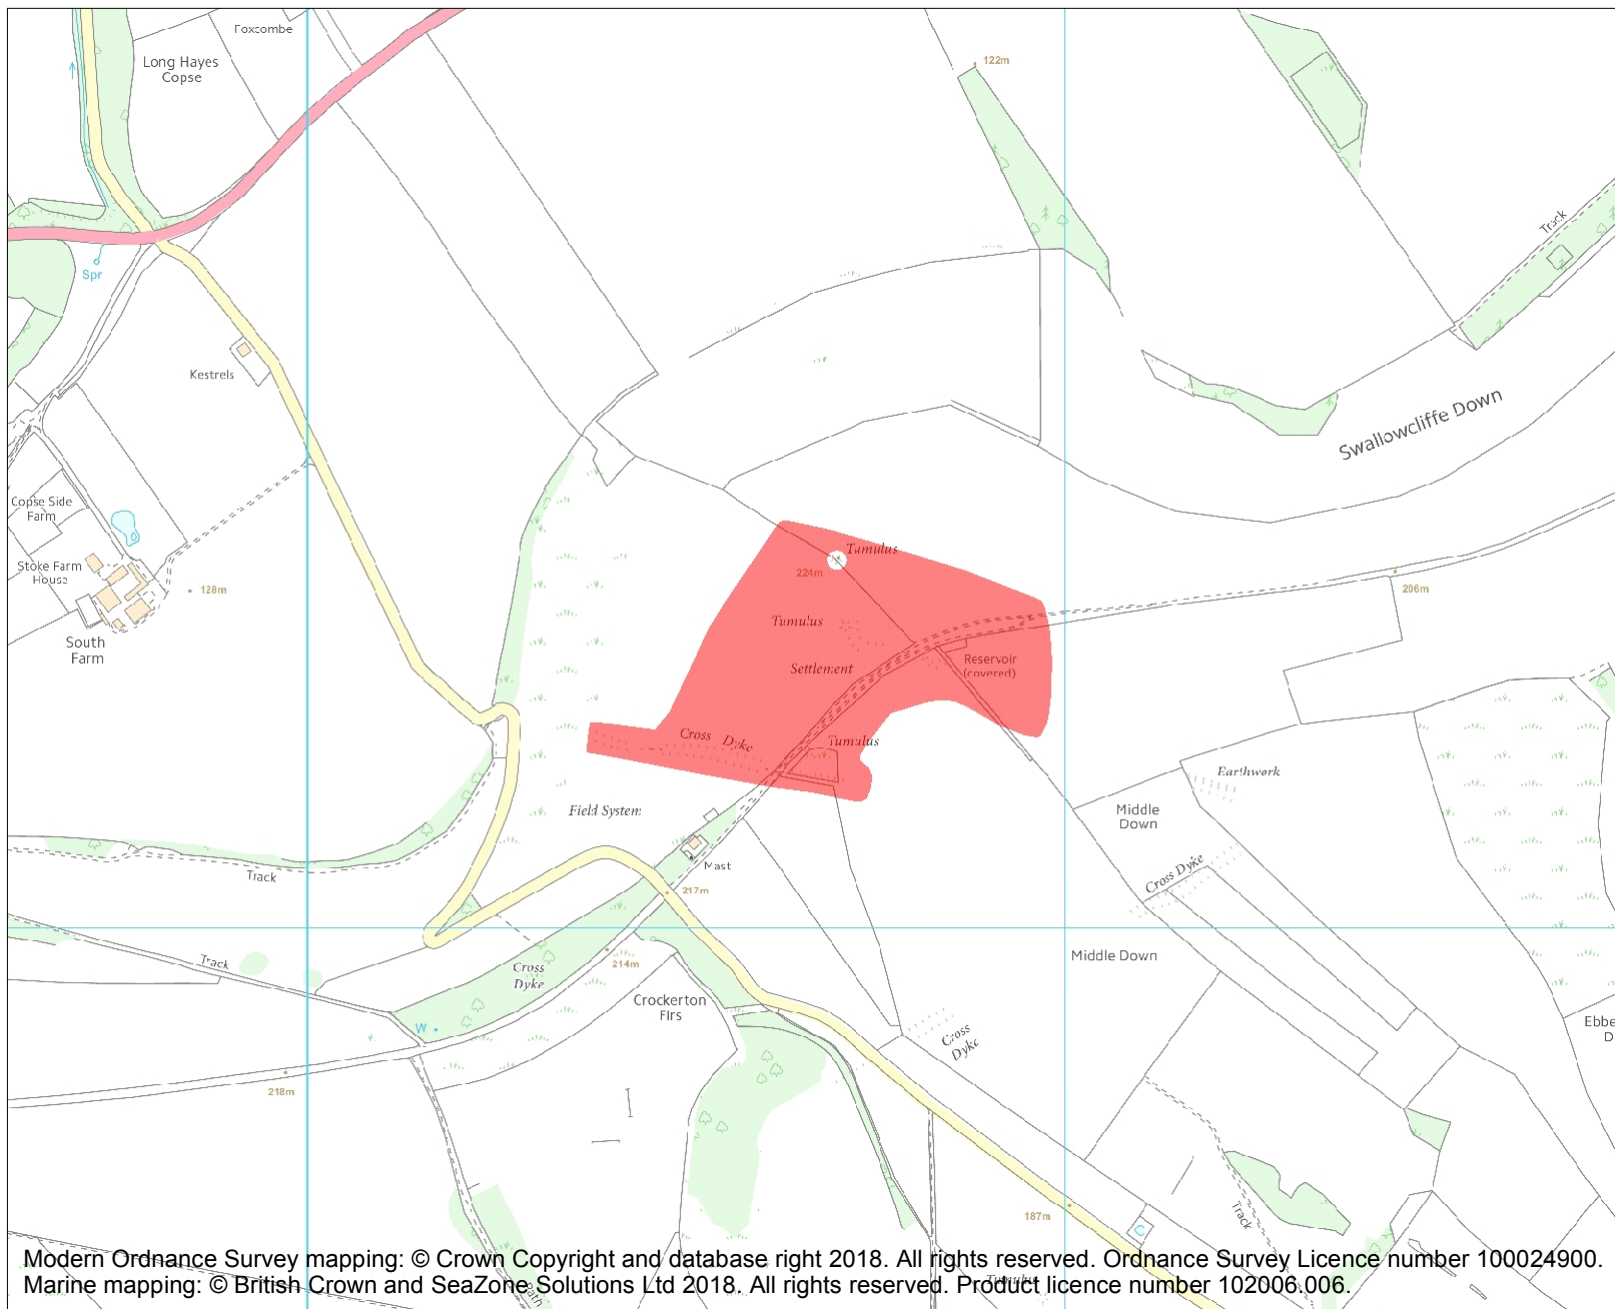 Foxcombe
Long Hayes
Copse
122m
Track
Spr
Kestrels
Swallowcliffe Down
Copse Side
Farm
Stoke Farm
House
128m
South
Farm
Tumulus
224m
206m
Tumulus
Settlement
Reservoir
(covered)
Cross Dyke
Tumulus
Earthwork
Field System
Middle
Down
Mast
Cross Dyke
Track
217m
Track
Cross
Dyke
214m
Middle Down
Crockerton
Firs
W
Cross
Dyke
Ebbe
D
218m
187m
C
Track
Modern Ordnance Survey mapping: © Crown Copyright and database right 2018. All rights reserved. Ordnance Survey Licence number 100024900.
Marine mapping: © British Crown and SeaZone Solutions Ltd 2018. All rights reserved. Product licence number 102006.006.
Tumulus
Path